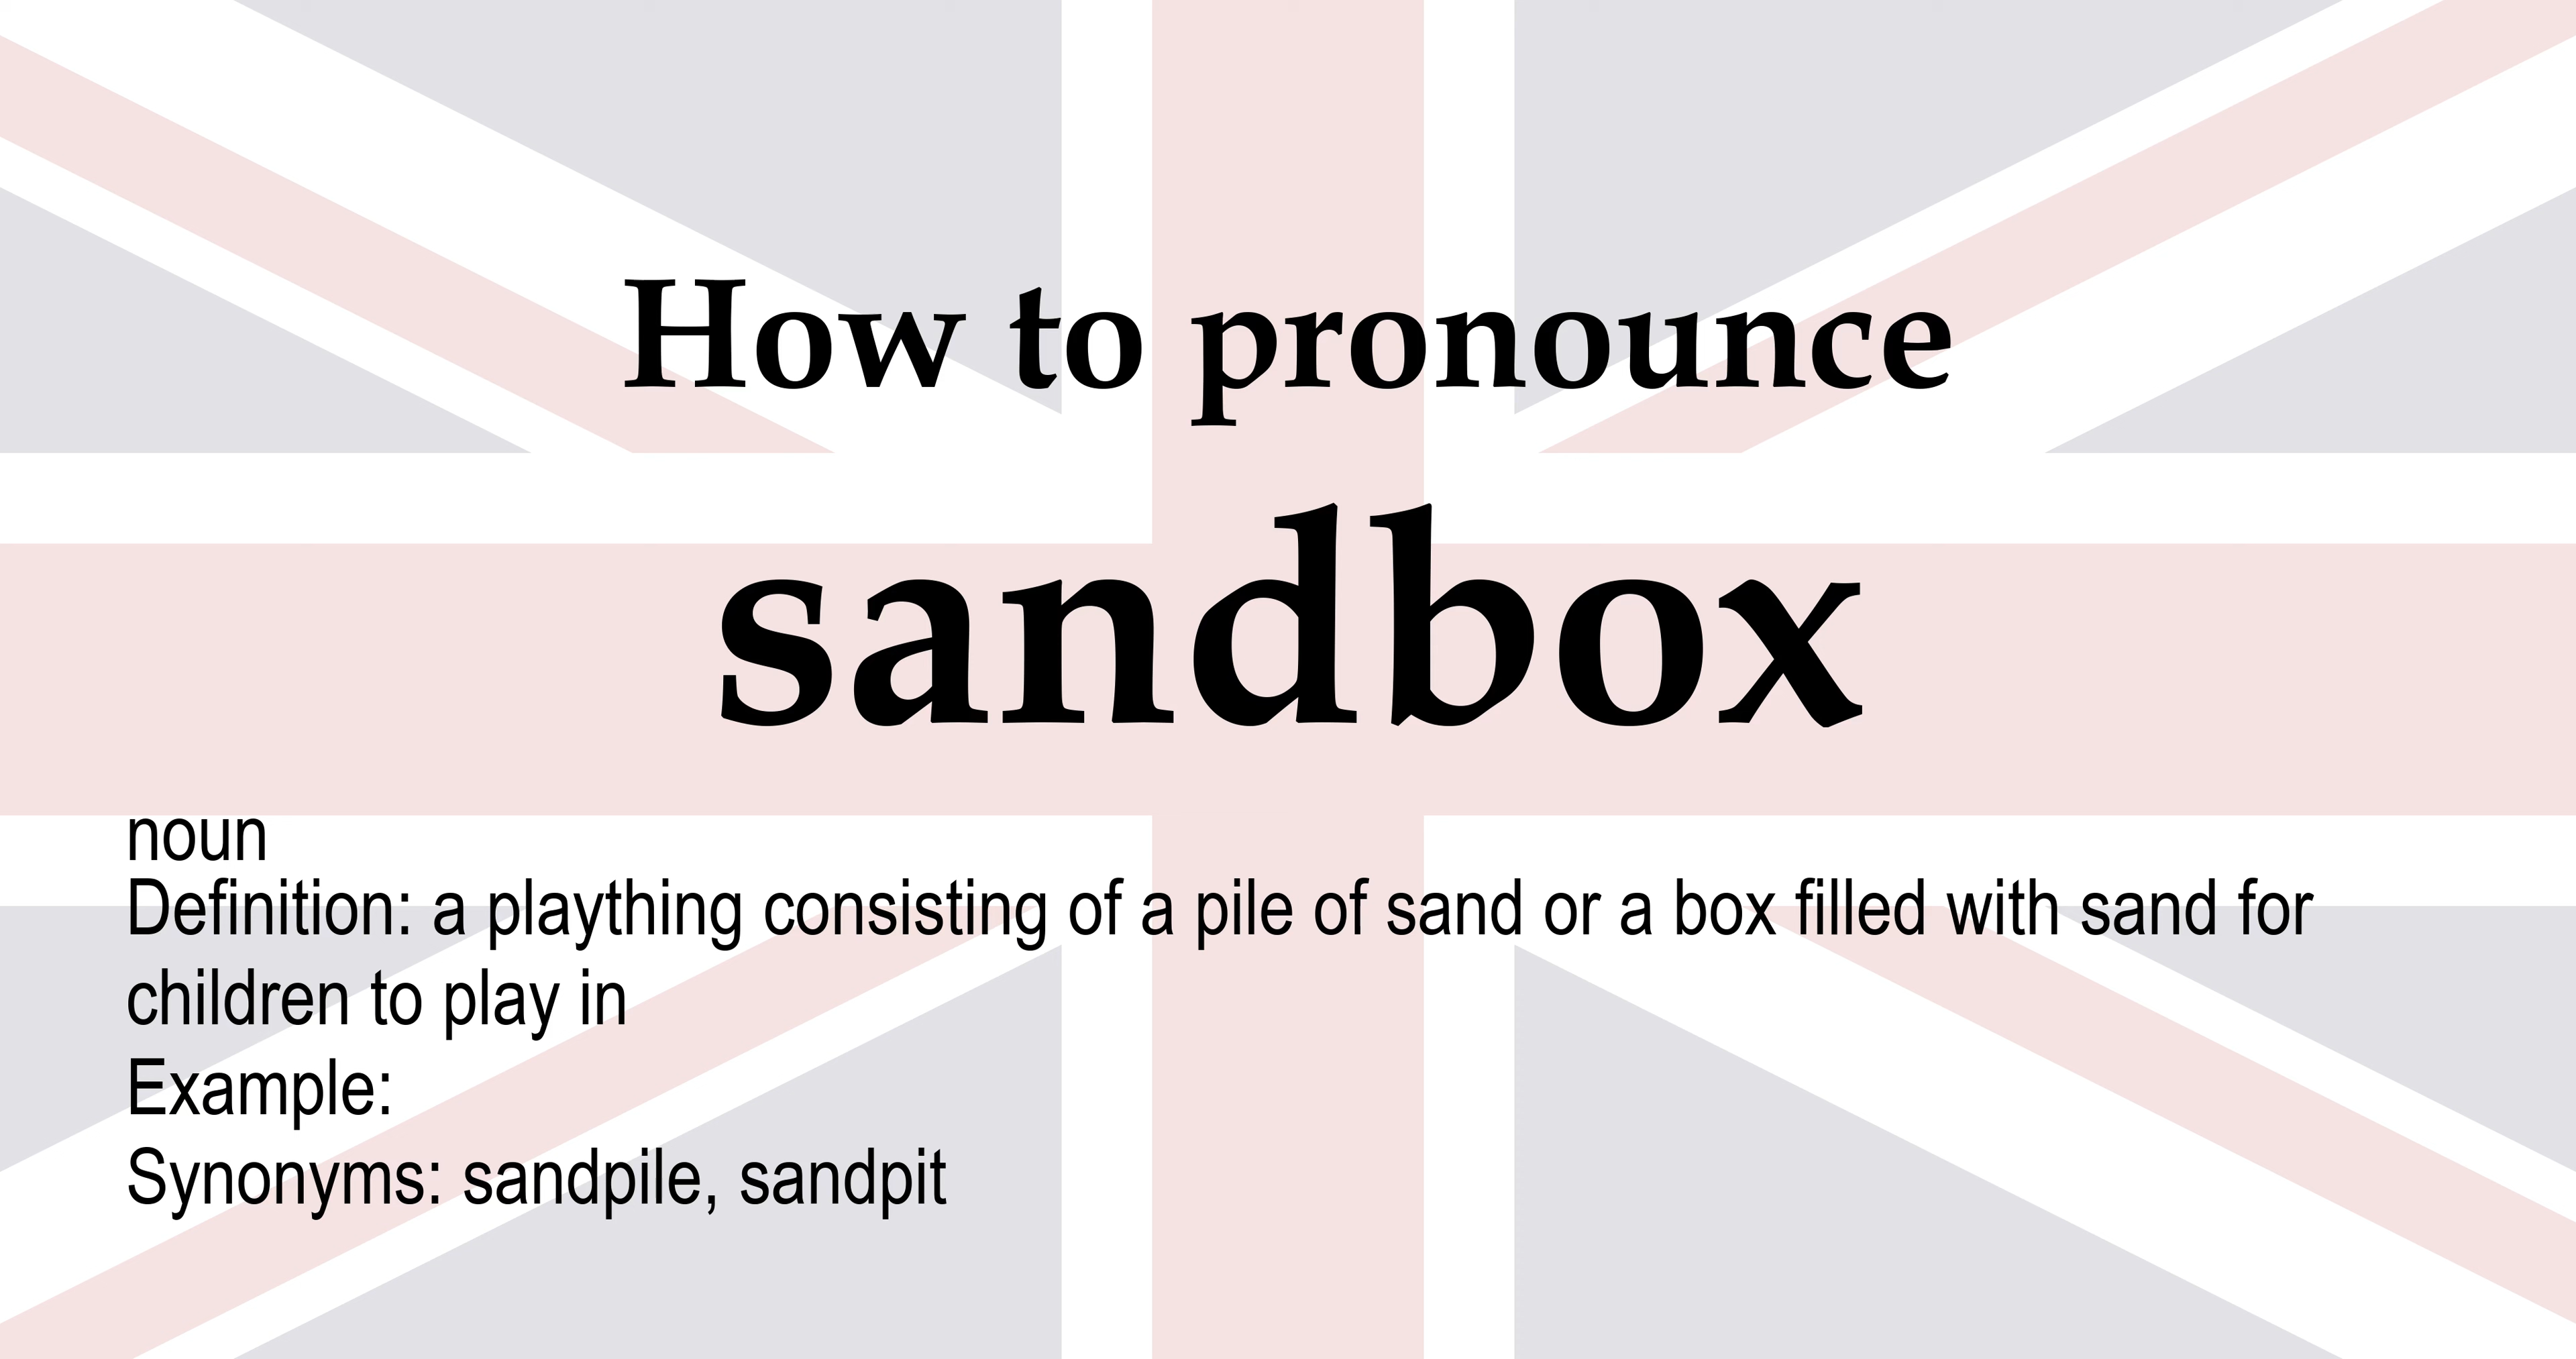 How to pronounce
sandbox
noun
Definition: a plaything consisting of a pile of sand or a box filled with sand for
children to play in
Example:
Synonyms: sandpile, sandpit